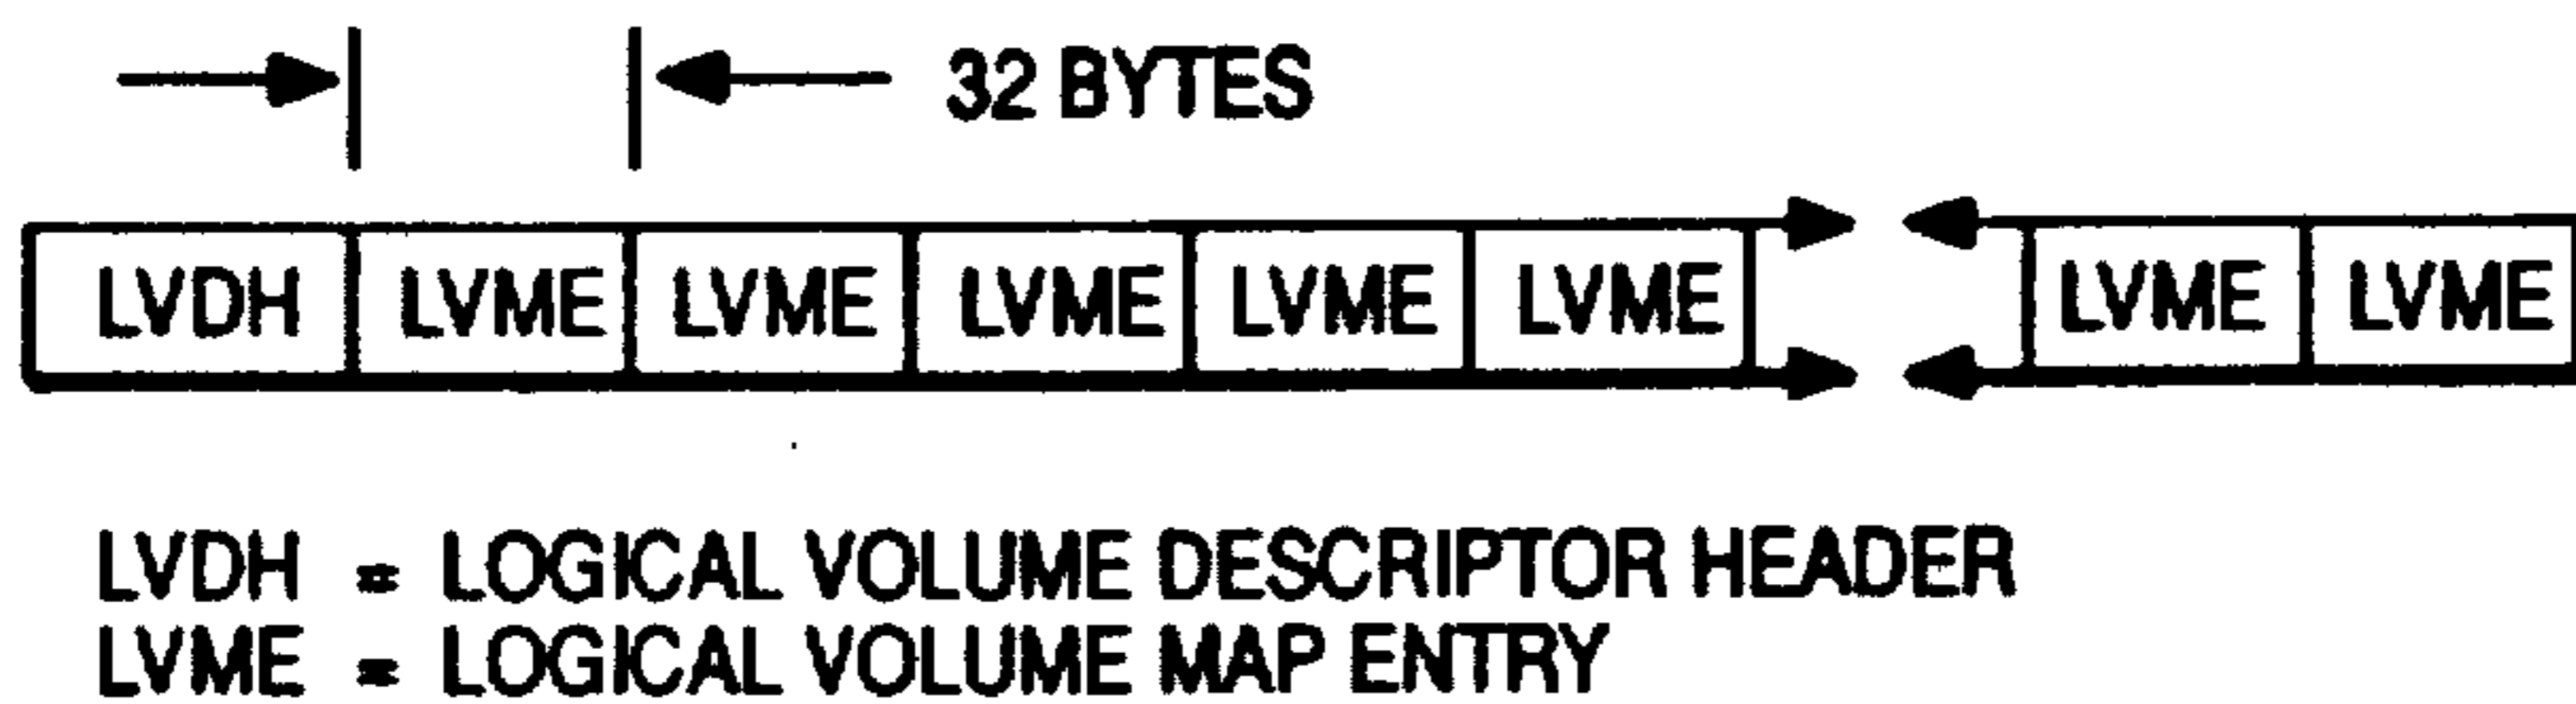 32 BYTES
LVDH LVME LVME LVME LVME LVME LVME LVME
LVDH = LOGICAL VOLUME DESCRIPTOR HEADER
LVME = LOGICAL VOLUME MAP ENTRY